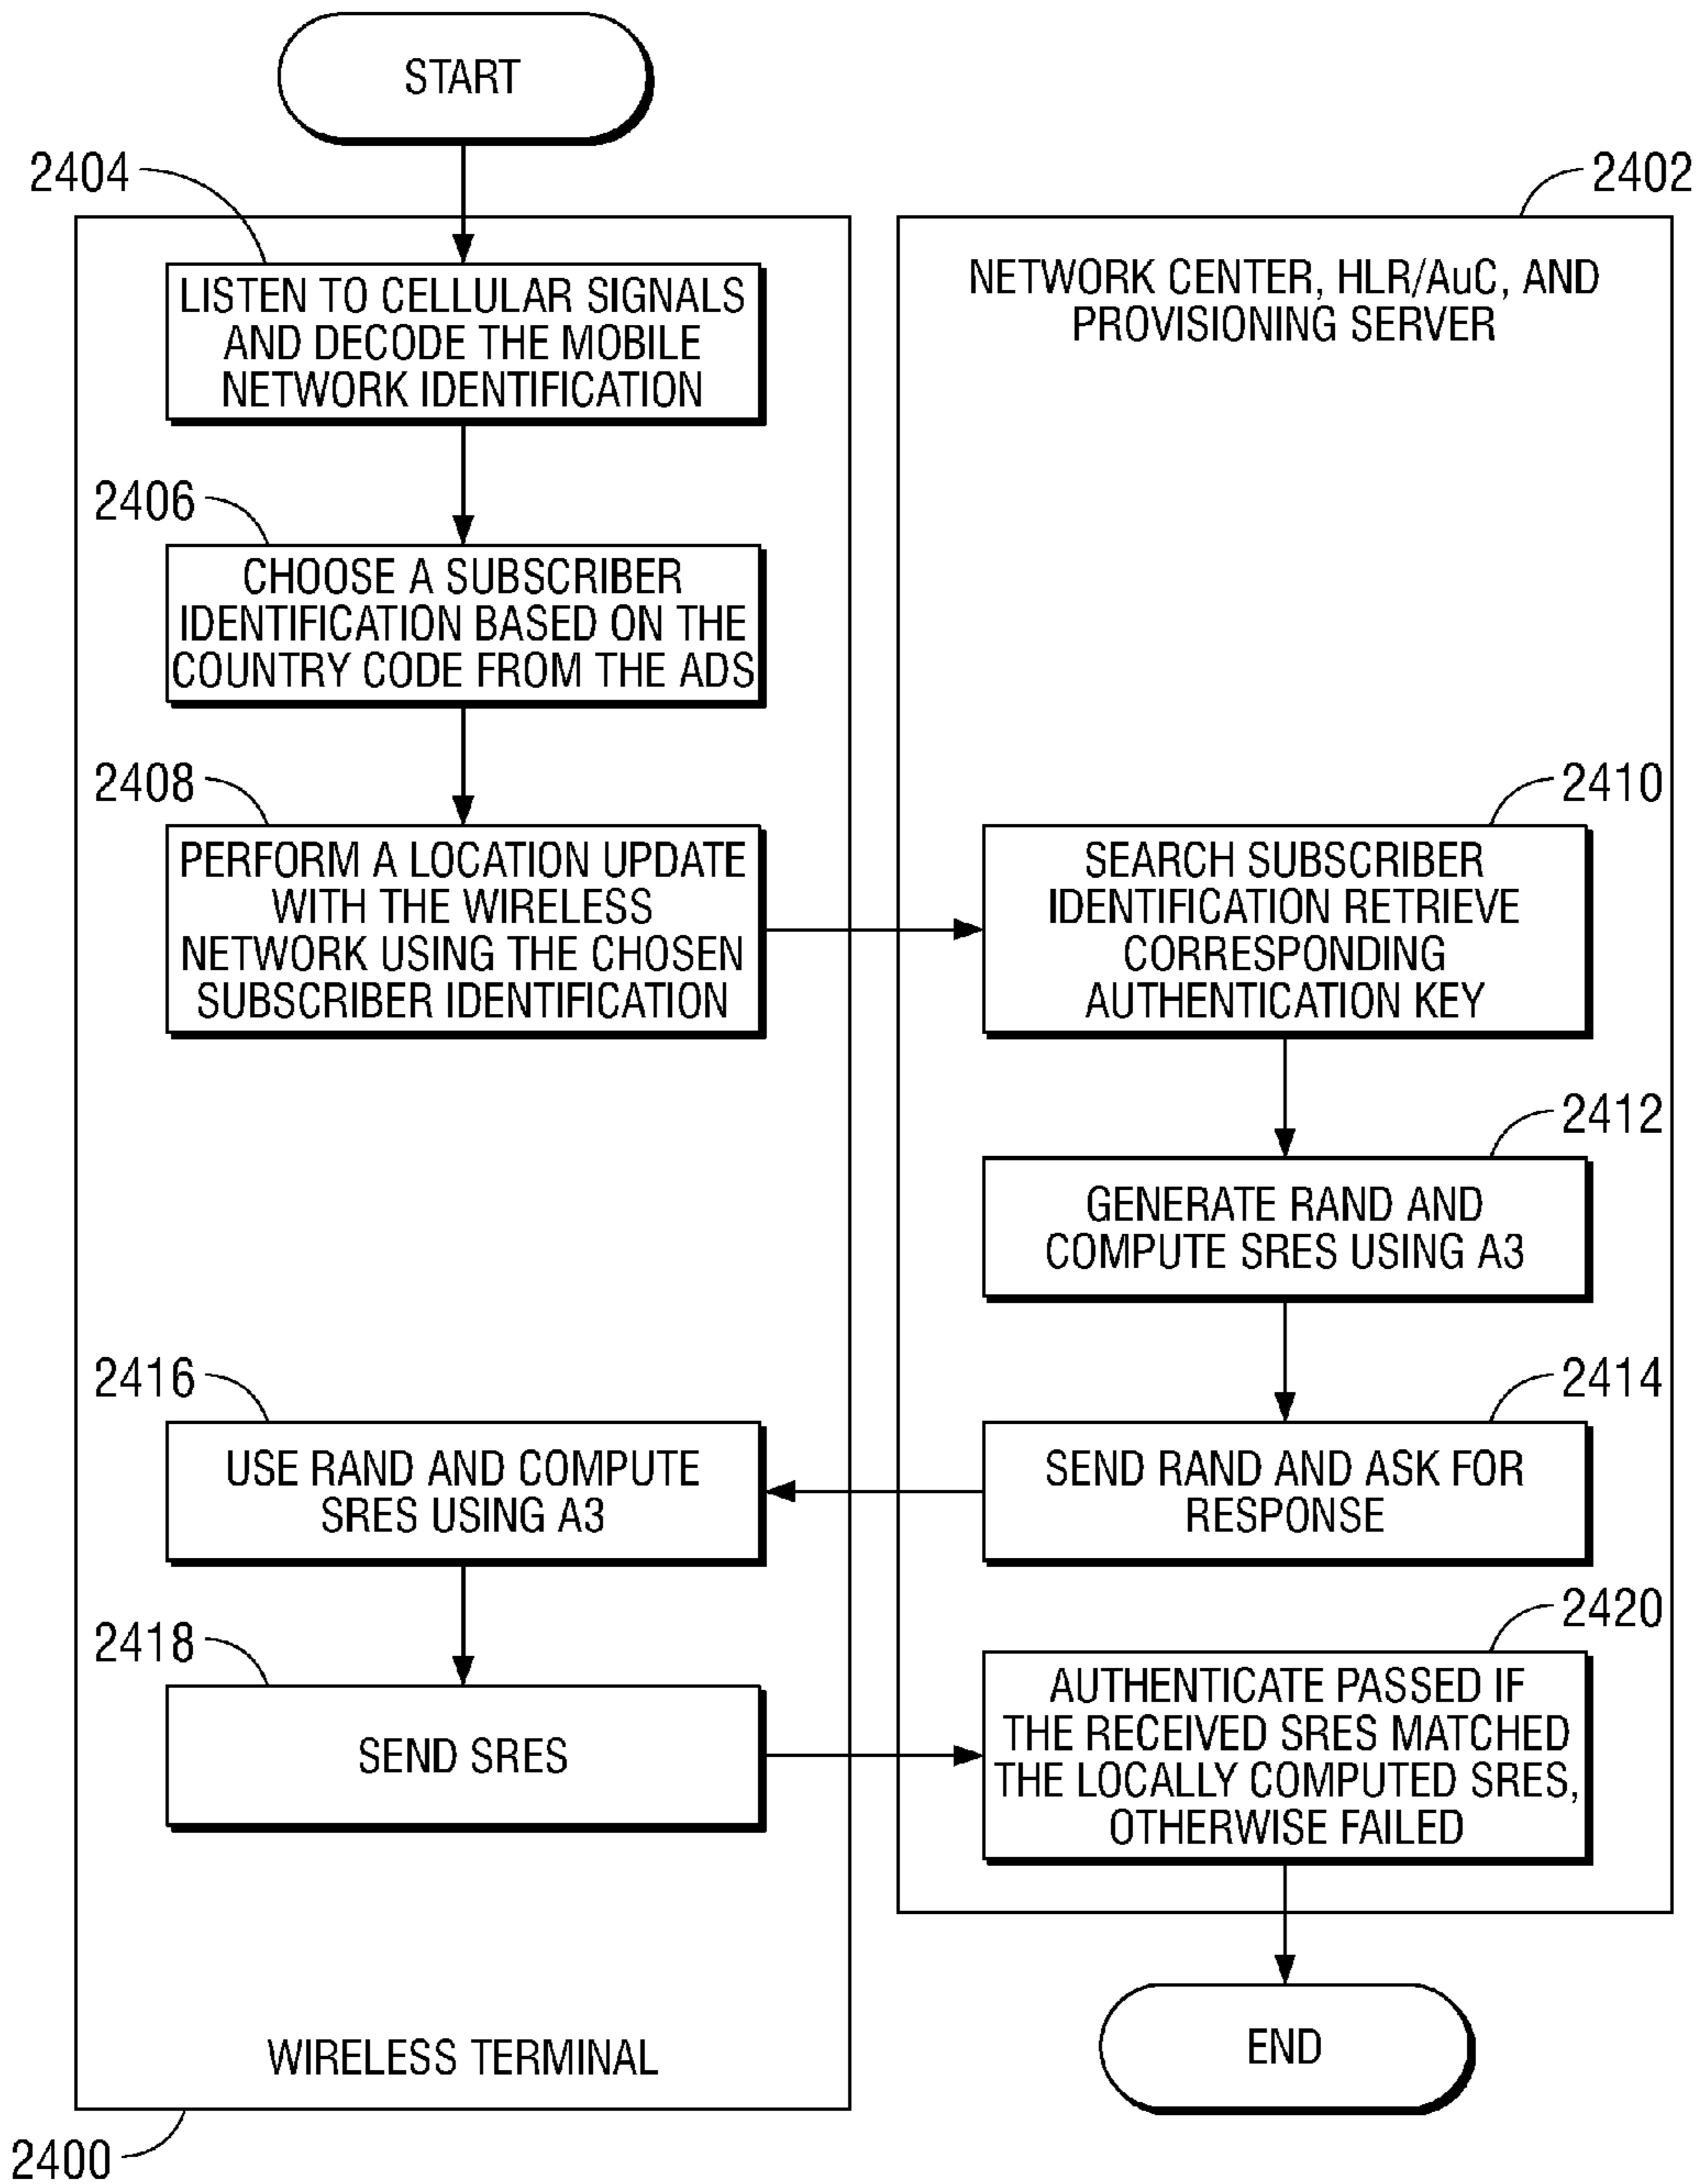 START
2404
2402
LISTEN TO CELLULAR SIGNALS
AND DECODE THE MOBILE
NETWORK IDENTIFICATION
NETWORK CENTER, HLR/AuC, AND
PROVISIONING SERVER
2406
CHOOSE A SUBSCRIBER
IDENTIFICATION BASED ON THE
COUNTRY CODE FROM THE ADS
2408
PERFORM A LOCATION UPDATE
WITH THE WIRELESS
NETWORK USING THE CHOSEN
SUBSCRIBER IDENTIFICATION
2410
SEARCH SUBSCRIBER
IDENTIFICATION RETRIEVE
CORRESPONDING
AUTHENTICATION KEY
2412
GENERATE RAND AND
COMPUTE SRES USING A3
2414
SEND RAND AND ASK FOR
RESPONSE
2416
USE RAND AND COMPUTE
SRES USING A3
2418
SEND SRES
2420
AUTHENTICATE PASSED IF
THE RECEIVED SRES MATCHED
THE LOCALLY COMPUTED SRES,
OTHERWISE FAILED
WIRELESS TERMINAL
END
2400